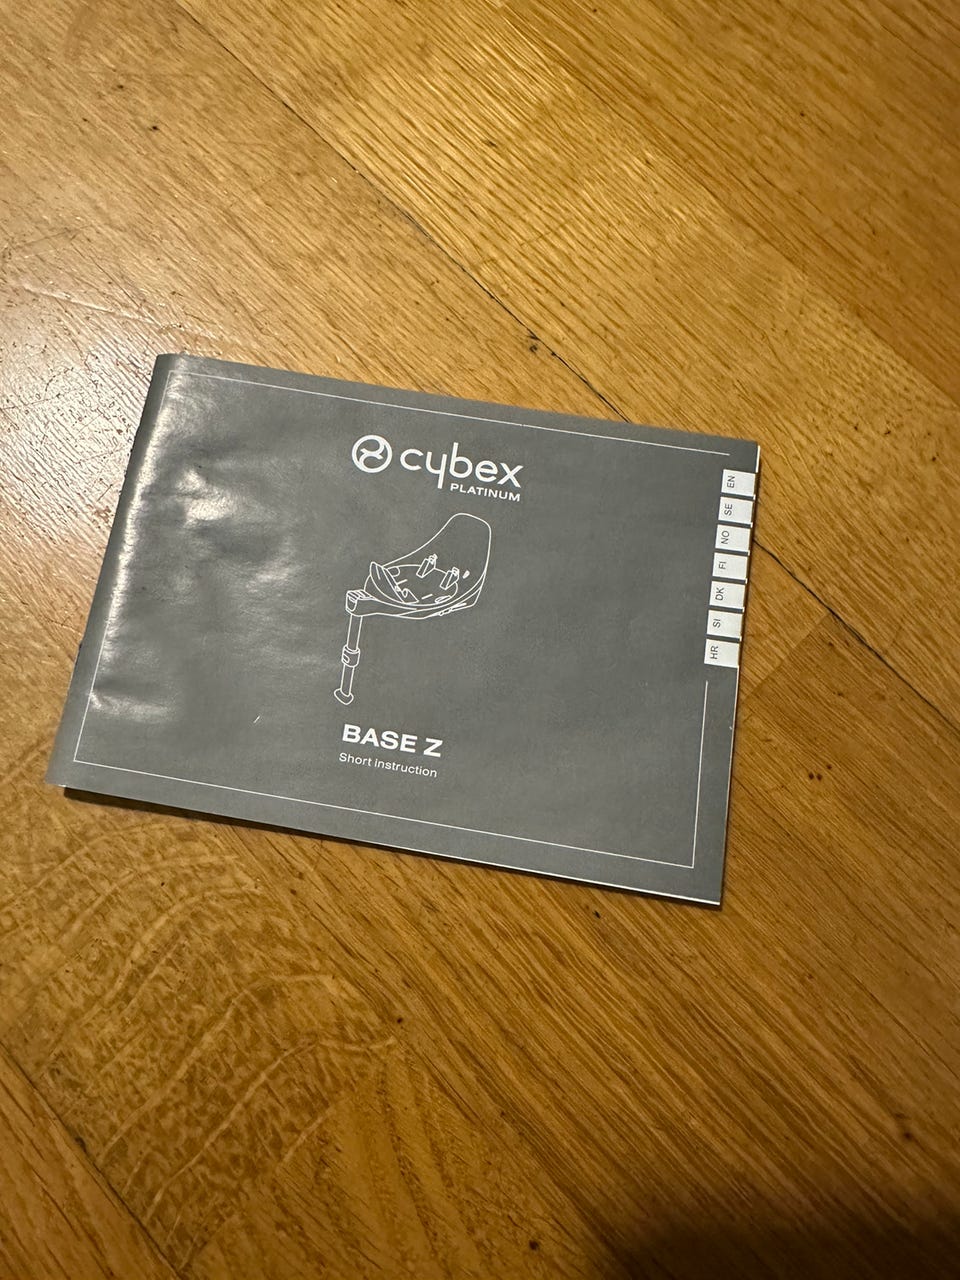 cybex
PLATINUM
BASE Z
Short instruction
EN
SE
NO
FI
DK
SI
HR